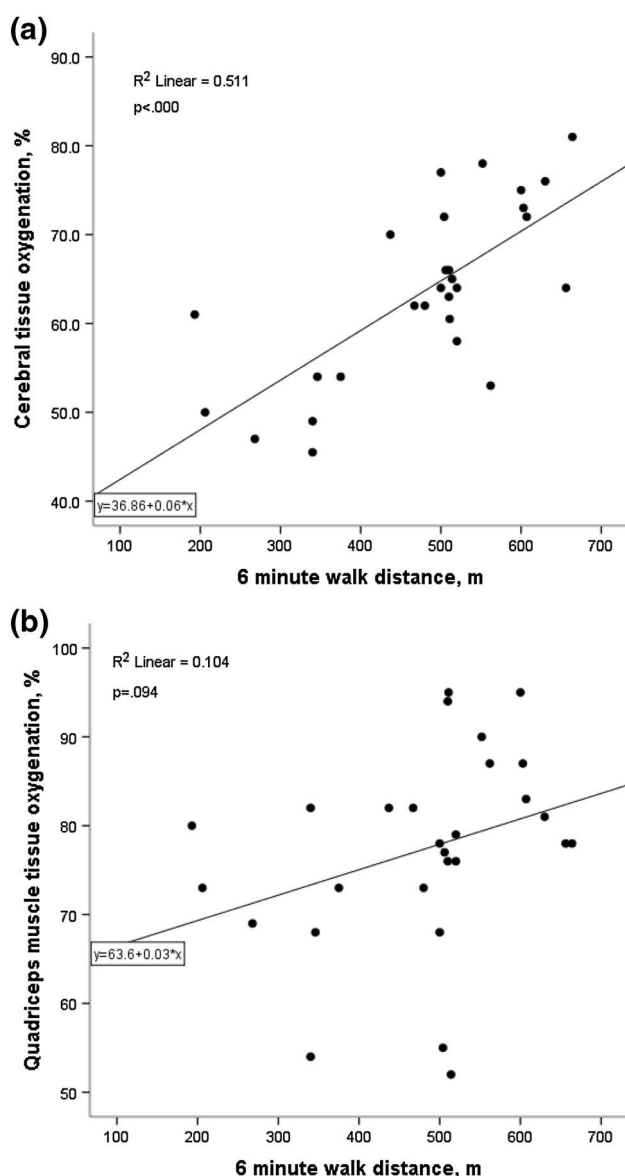 (a)
90.0
R² Linear = 0.511
p<.000
80.0
70.0
60.0
50.0
40.0
Cerebral tissue oxygenation, %
y=36.86+0.06*x
100 200 300 400 500 600 700
6 minute walk distance, m
(b)
100
R² Linear = 0.104
p=.094
90
80
70
60
50
Quadriceps muscle tissue oxygenation, %
y=63.6+0.03*x
100 200 300 400 500 600 700
6 minute walk distance, m